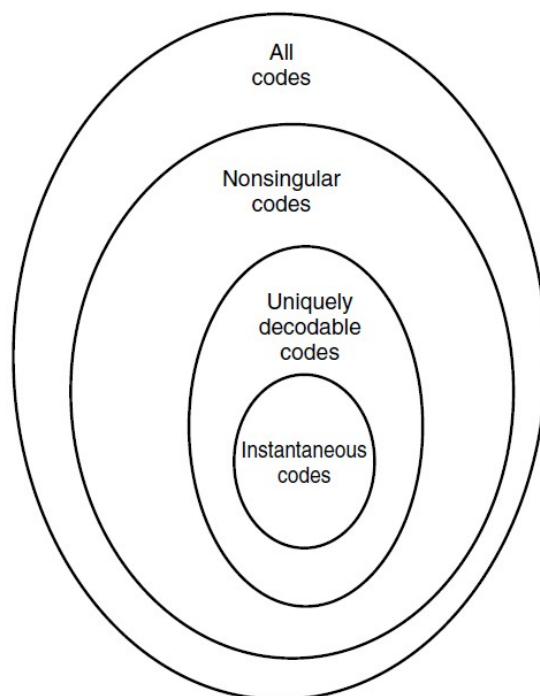 All
codes
Nonsingular
codes
Uniquely
decodable
codes
Instantaneous
codes